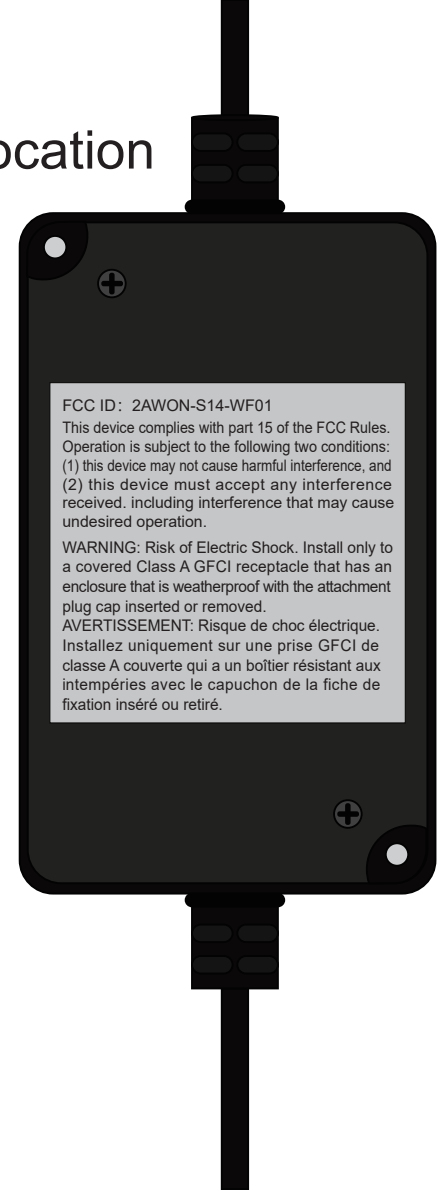 ocation
FCC ID: 2AWON-S14-WF01
This device complies with part 15 of the FCC Rules.
Operation is subject to the following two conditions:
(1) this device may not cause harmful interference, and
(2) this device must accept any interference
received. including interference that may cause
undesired operation.
WARNING: Risk of Electric Shock. Install only to
a covered Class A GFCI receptacle that has an
enclosure that is weatherproof with the attachment
plug cap inserted or removed.
AVERTISSEMENT: Risque de choc électrique.
Installez uniquement sur une prise GFCI de
classe A couverte qui a un boîtier résistant aux
intempéries avec le capuchon de la fiche de
fixation inséré ou retiré.